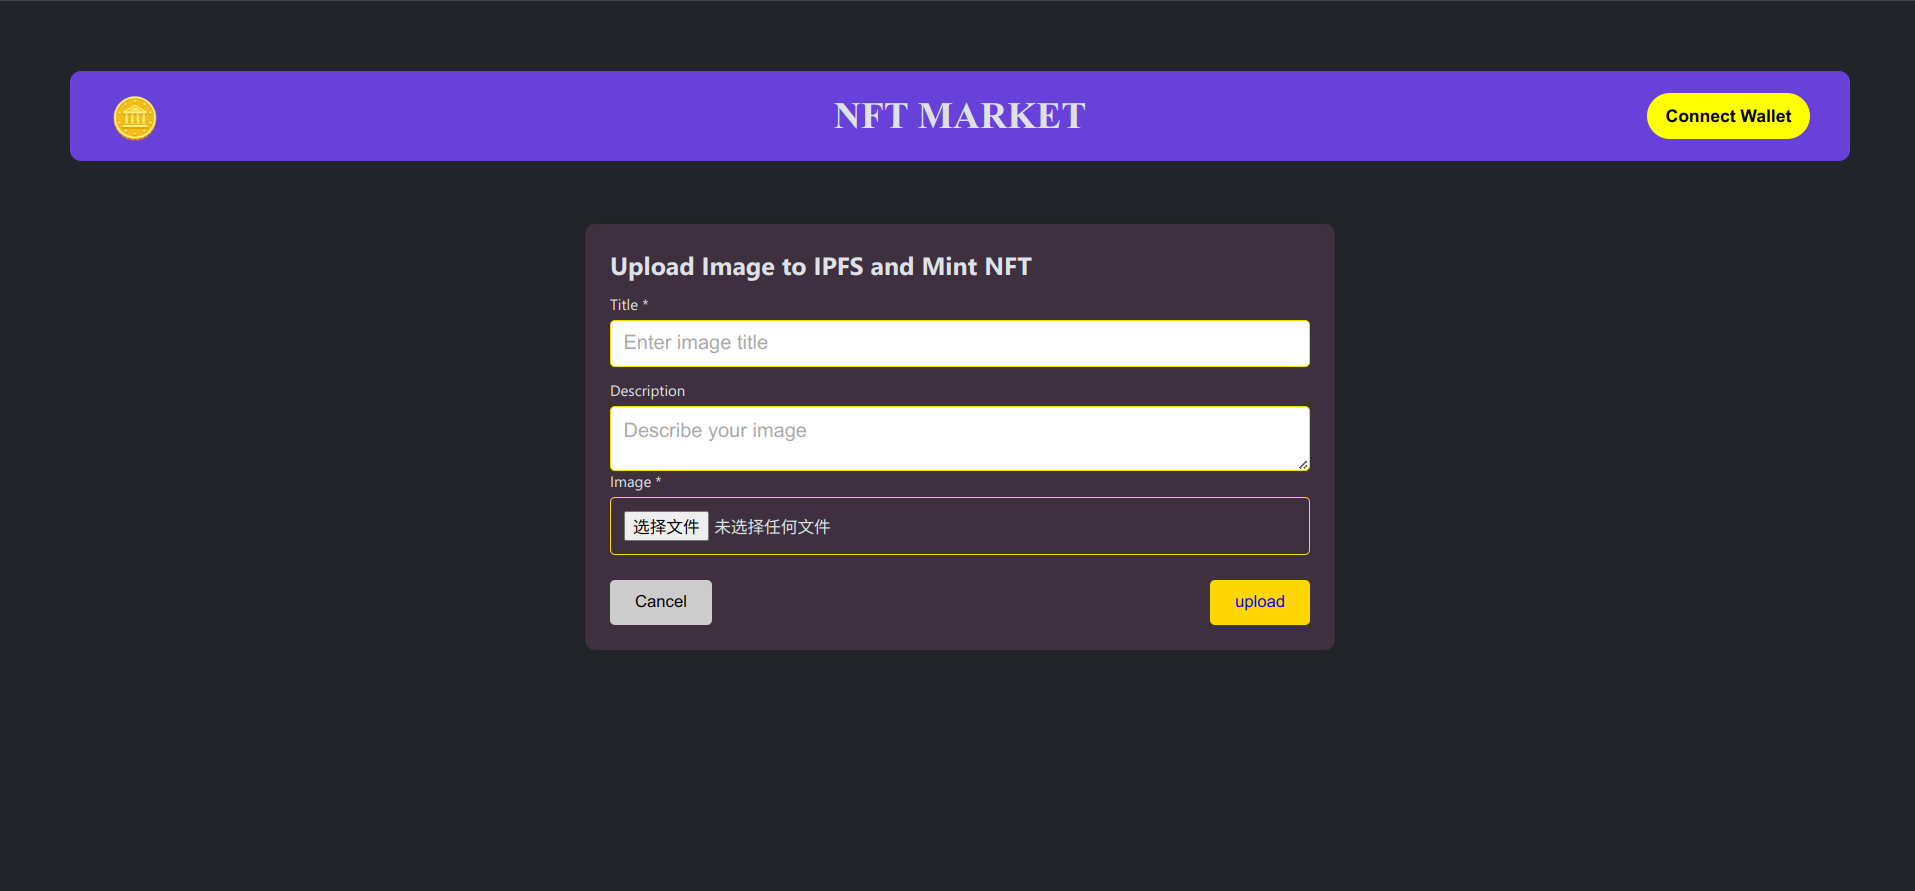 NFT MARKET
Connect Wallet
Upload Image to IPFS and Mint NFT
Title *
Enter image title
Description
Describe your image
Image *
选择文件 未选择任何文件
Cancel
upload